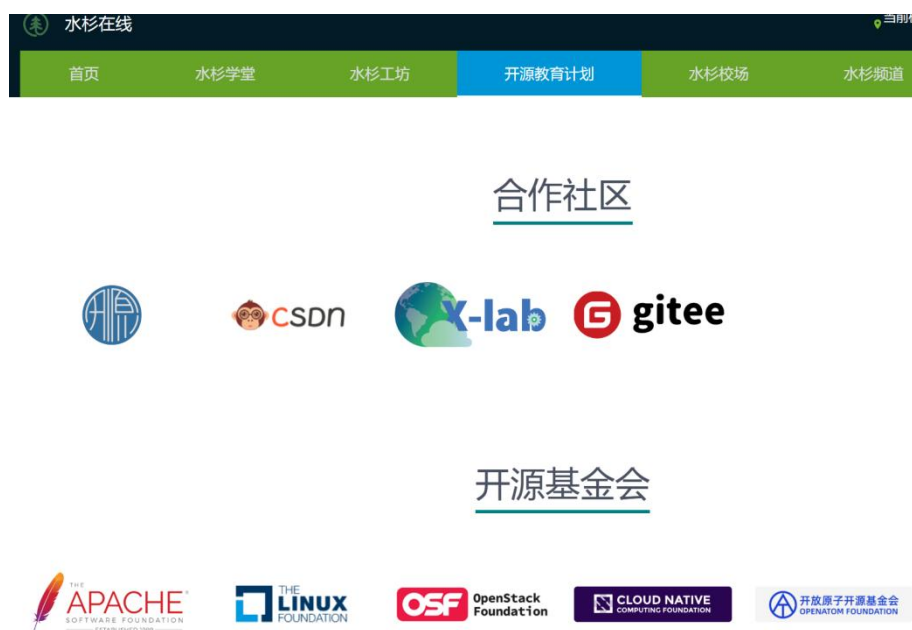 水杉在线
首页 水杉学堂 水杉工坊 开源教育计划 水杉校场 水杉频道
合作社区
开源 CSDN X-lab G gitee
开源基金会
THE
APACHE
SOFTWARE FOUNDATION
THE
LINUX
FOUNDATION
OSF OpenStack
Foundation
CLOUD NATIVE
COMPUTING FOUNDATION
开放原子开源基金会
OPENATOM FOUNDATION